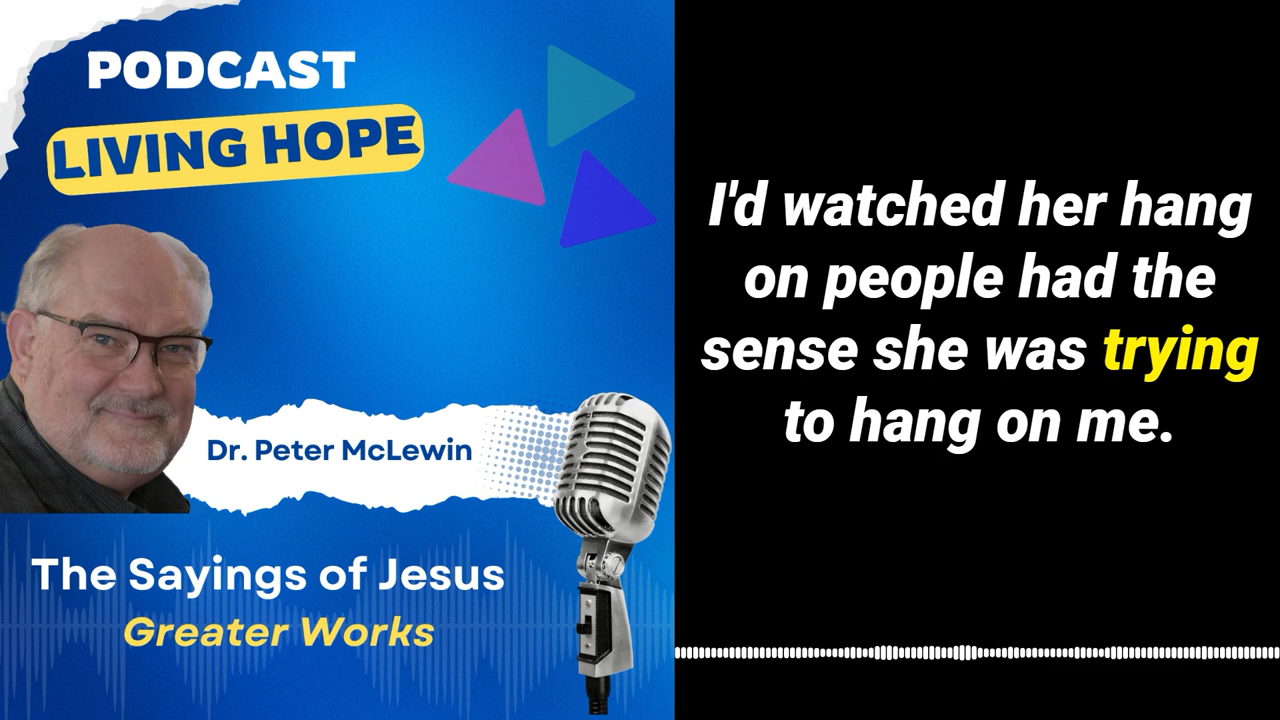 PODCAST
LIVING HOPE
Dr. Peter McLewin
The Sayings of Jesus
Greater Works
I'd watched her hang
on people had the
sense she was trying
to hang on me.